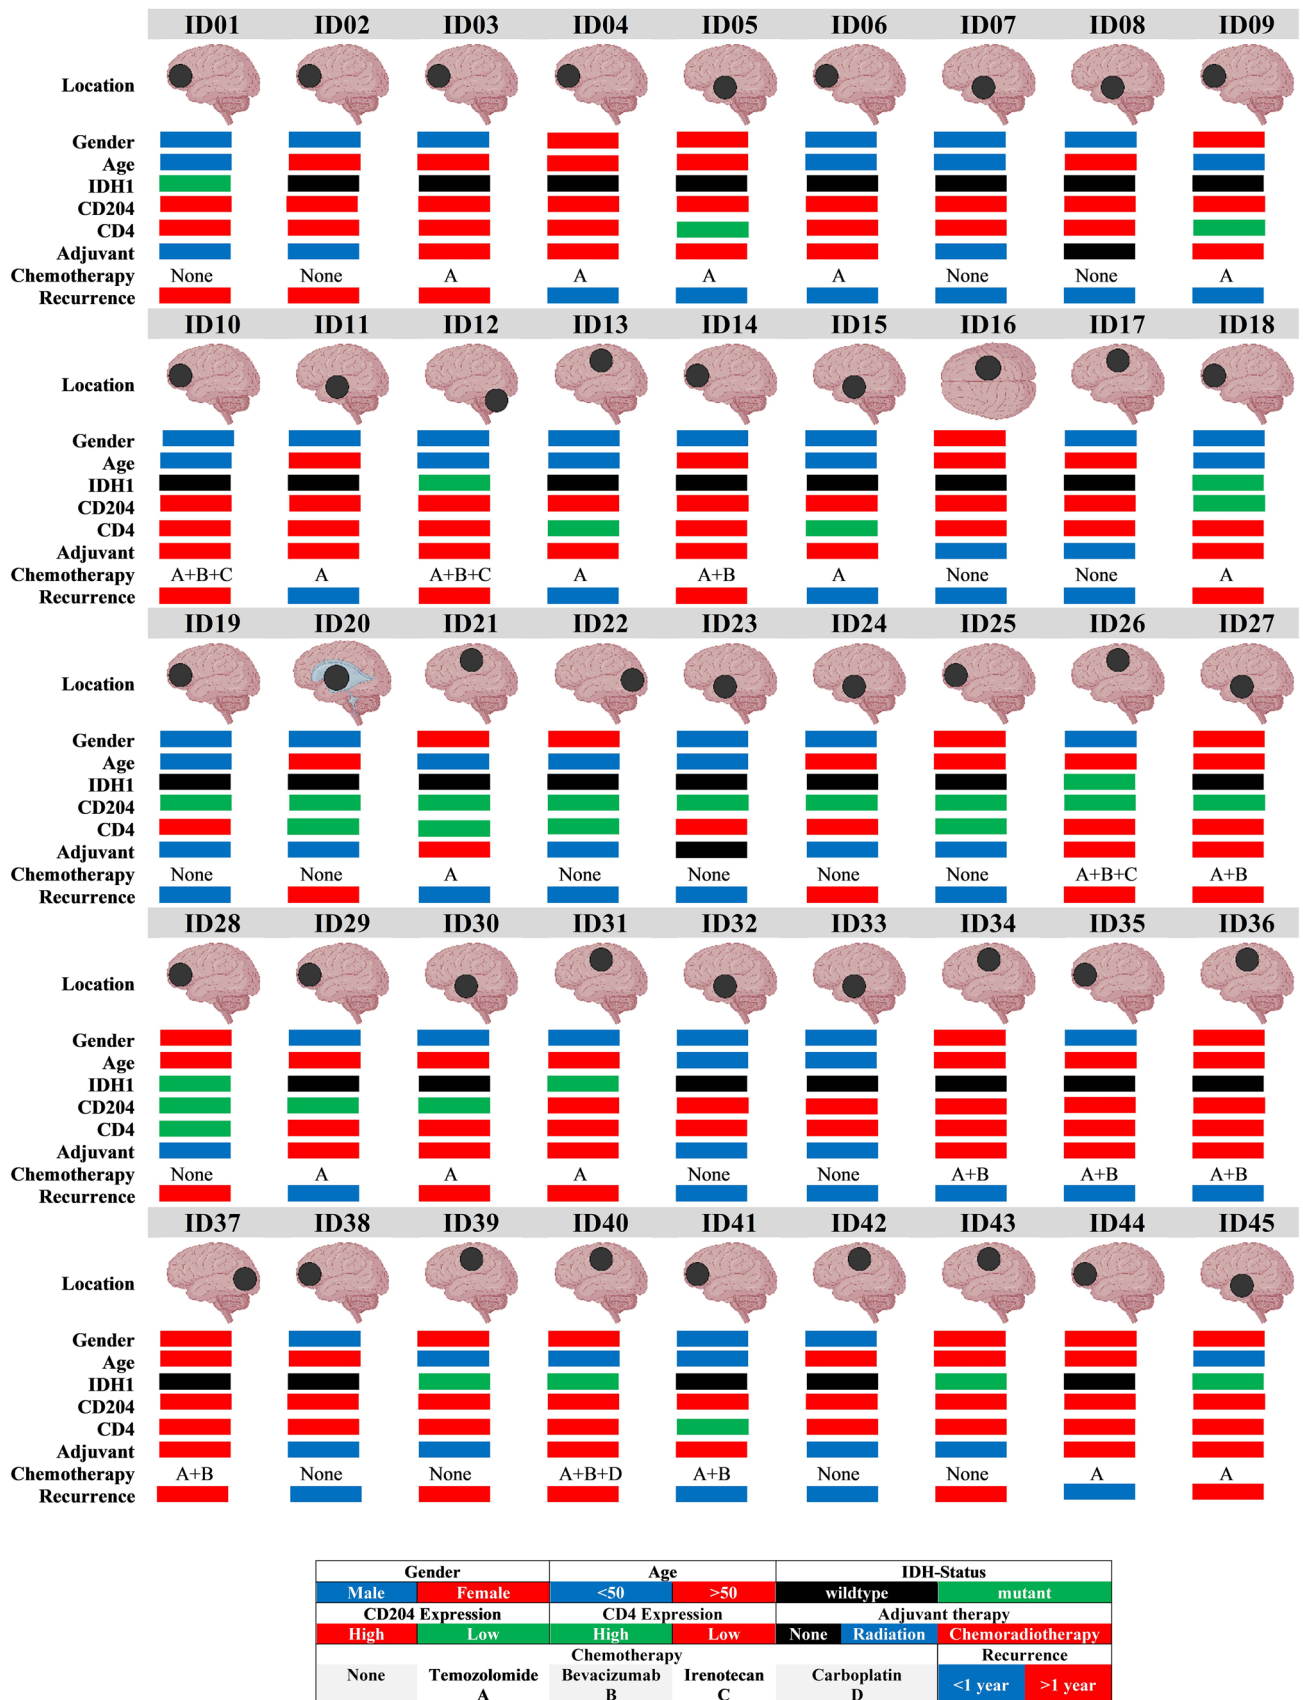 ID01 ID02 ID03 ID04 ID05 ID06 ID07 ID08 ID09
Location
Gender
Age
IDH1
CD204
CD4
Adjuvant
Chemotherapy None None A A A A None None A
Recurrence
ID10 ID11 ID12 ID13 ID14 ID15 ID16 ID17 ID18
Location
Gender
Age
IDH1
CD204
CD4
Adjuvant
Chemotherapy A+B+C A A+B+C A A+B A None None A
Recurrence
ID19 ID20 ID21 ID22 ID23 ID24 ID25 ID26 ID27
Location
Gender
Age
IDH1
CD204
CD4
Adjuvant
Chemotherapy None None A None None None None A+B+C A+B
Recurrence
ID28 ID29 ID30 ID31 ID32 ID33 ID34 ID35 ID36
Location
Gender
Age
IDH1
CD204
CD4
Adjuvant
Chemotherapy None A A A None None A+B A+B A+B
Recurrence
ID37 ID38 ID39 ID40 ID41 ID42 ID43 ID44 ID45
Location
Gender
Age
IDH1
CD204
CD4
Adjuvant
Chemotherapy A+B None None A+B+D A+B None None A A
Recurrence
Gender Age IDH-Status
Male Female <50 >50 wildtype mutant
CD204 Expression CD4 Expression Adjuvant therapy
High Low High Low None Radiation Chemoradiotherapy
Chemotherapy Recurrence
None Temozolomide Bevacizumab Irenotecan Carboplatin
<1 year >1 year
A B C D